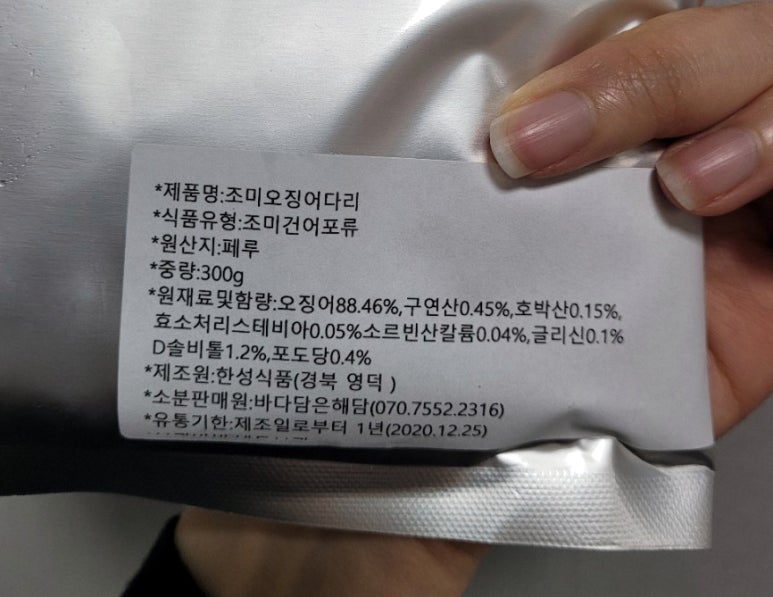 *제품명:조미오징어다리
*식품유형:조미건어포류
*원산지:페루
*중량:300g
*원재료및함량:오징어88.46%,구연산0.45%,호박산0.15%,
효소처리스테비아0.05%소르빈산칼륨0.04%,글리신0.1%
D솔비톨1.2%,포도당0.4%
*제조원:한성식품(경북 영덕 )
*소분판매원:바다담은해담(070.7552.2316)
*유통기한:제조일로부터 1년(2020.12.25)